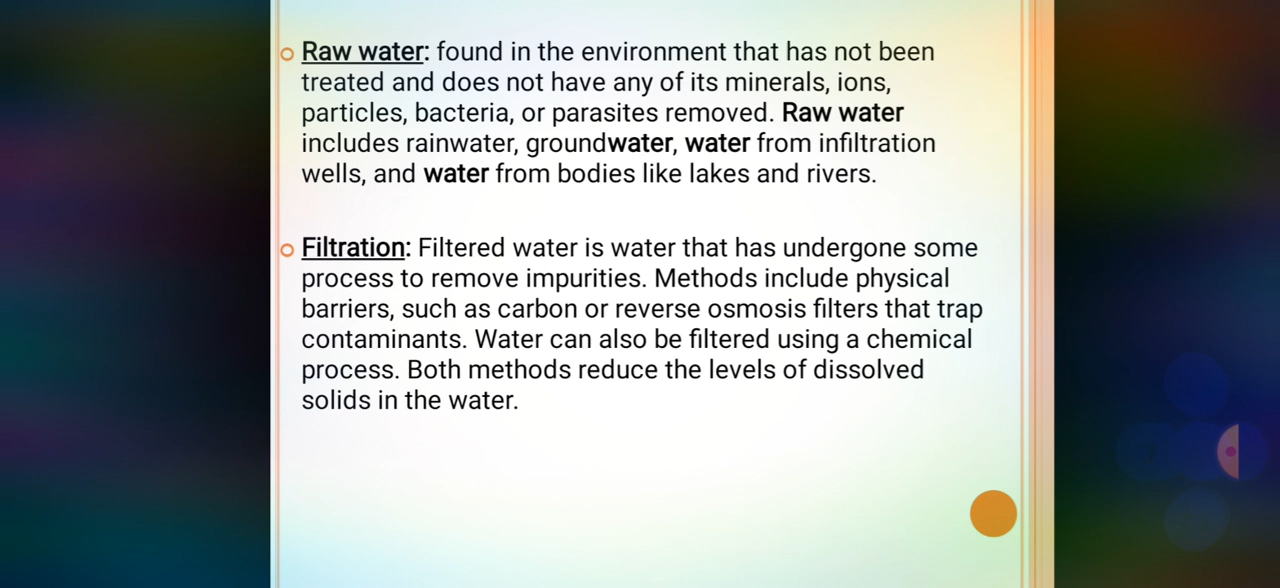 Raw water: found in the environment that has not been
treated and does not have any of its minerals, ions,
particles, bacteria, or parasites removed. Raw water
includes rainwater, groundwater, water from infiltration
wells, and water from bodies like lakes and rivers.
Filtration: Filtered water is water that has undergone some
process to remove impurities. Methods include physical
barriers, such as carbon or reverse osmosis filters that trap
contaminants. Water can also be filtered using a chemical
process. Both methods reduce the levels of dissolved
solids in the water.